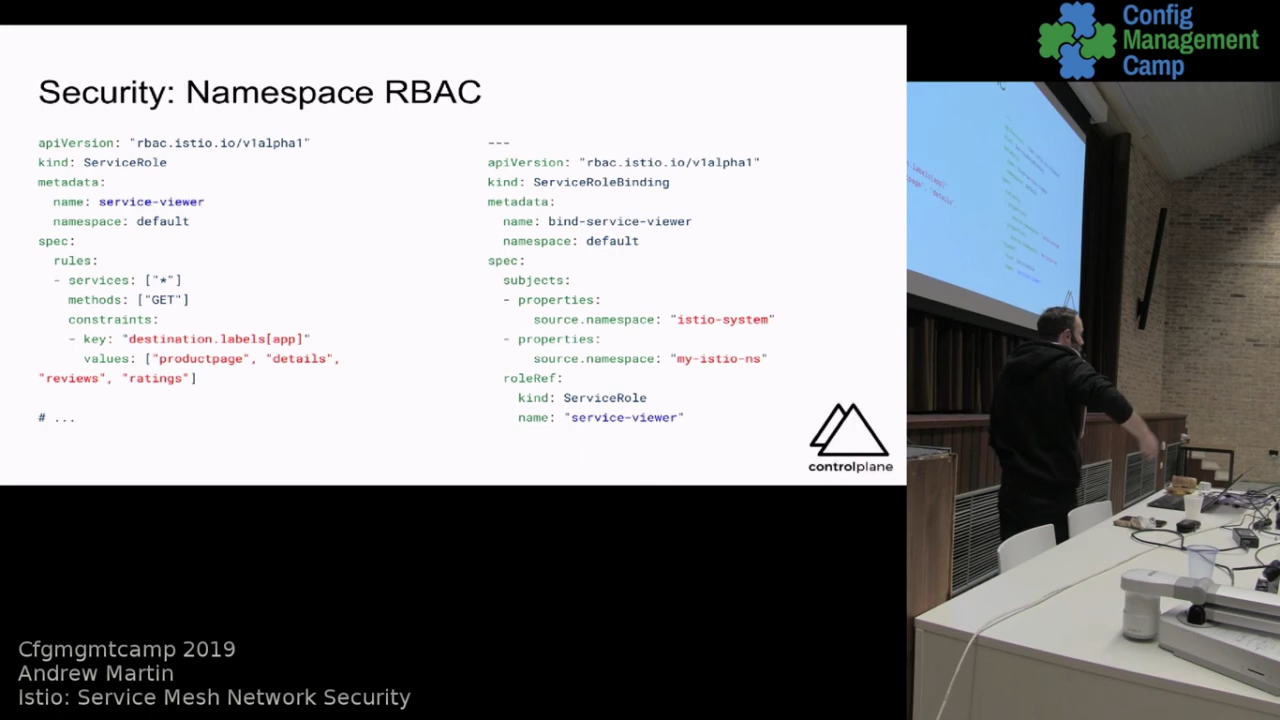 Config
Management
Camp
Security: Namespace RBAC
apiVersion: "rbac.istio.io/v1alpha1"
kind: ServiceRole
metadata:
  name: service-viewer
  namespace: default
spec:
  rules:
  - services: ["*"]
    methods: ["GET"]
    constraints:
    - key: "destination.labels[app]"
      values: ["productpage", "details",
"reviews", "ratings"]
# ...
---
apiVersion: "rbac.istio.io/v1alpha1"
kind: ServiceRoleBinding
metadata:
  name: bind-service-viewer
  namespace: default
spec:
  subjects:
  - properties:
      source.namespace: "istio-system"
  - properties:
      source.namespace: "my-istio-ns"
  roleRef:
    kind: ServiceRole
    name: "service-viewer"
controlplane
Cfgmgmtcamp 2019
Andrew Martin
Istio: Service Mesh Network Security